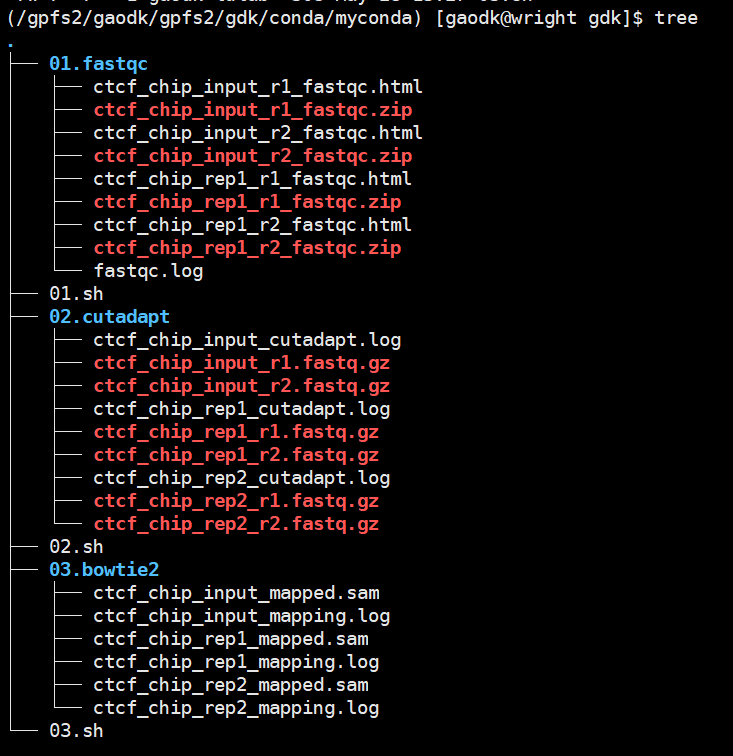 (/gpfs2/gaodk/gpfs2/gdk/conda/myconda) [gaodk@wright gdk]$ tree
.
├── 01.fastqc
│   ├── ctcf_chip_input_r1_fastqc.html
│   ├── ctcf_chip_input_r1_fastqc.zip
│   ├── ctcf_chip_input_r2_fastqc.html
│   ├── ctcf_chip_input_r2_fastqc.zip
│   ├── ctcf_chip_rep1_r1_fastqc.html
│   ├── ctcf_chip_rep1_r1_fastqc.zip
│   ├── ctcf_chip_rep1_r2_fastqc.html
│   ├── ctcf_chip_rep1_r2_fastqc.zip
│   └── fastqc.log
├── 01.sh
├── 02.cutadapt
│   ├── ctcf_chip_input_cutadapt.log
│   ├── ctcf_chip_input_r1.fastq.gz
│   ├── ctcf_chip_input_r2.fastq.gz
│   ├── ctcf_chip_rep1_cutadapt.log
│   ├── ctcf_chip_rep1_r1.fastq.gz
│   ├── ctcf_chip_rep1_r2.fastq.gz
│   ├── ctcf_chip_rep2_cutadapt.log
│   ├── ctcf_chip_rep2_r1.fastq.gz
│   └── ctcf_chip_rep2_r2.fastq.gz
├── 02.sh
├── 03.bowtie2
│   ├── ctcf_chip_input_mapped.sam
│   ├── ctcf_chip_input_mapping.log
│   ├── ctcf_chip_rep1_mapped.sam
│   ├── ctcf_chip_rep1_mapping.log
│   ├── ctcf_chip_rep2_mapped.sam
│   └── ctcf_chip_rep2_mapping.log
└── 03.sh